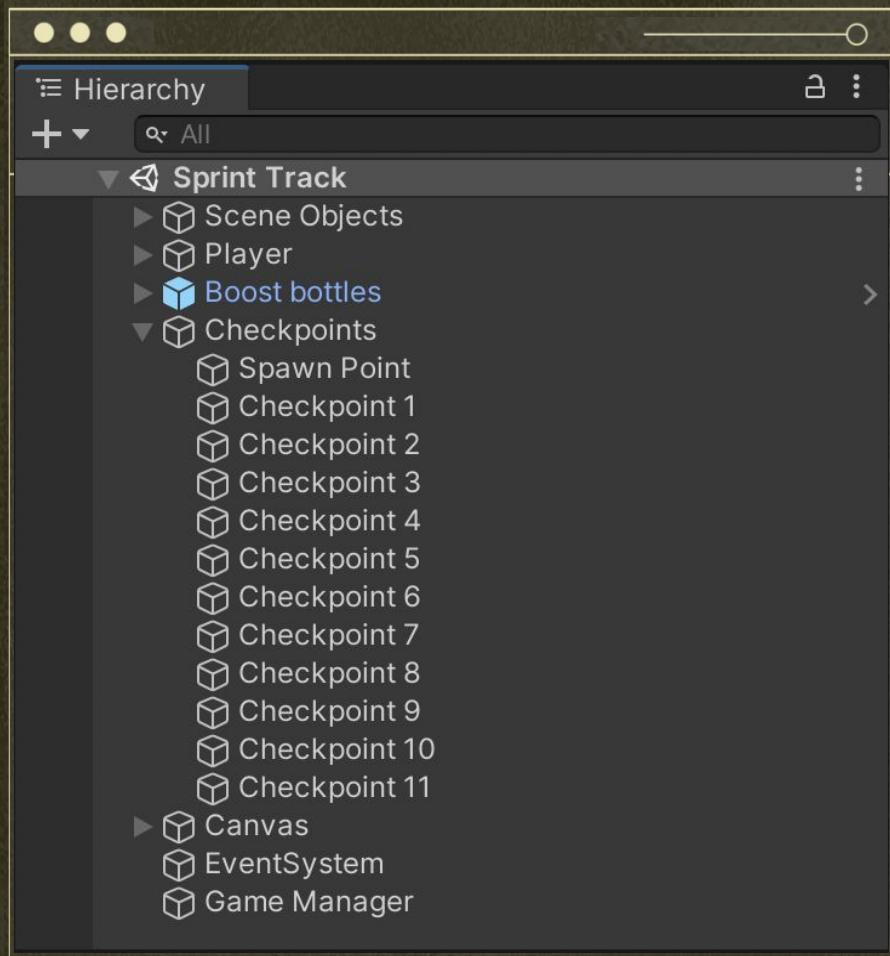 Hierarchy
All
Sprint Track
Scene Objects
Player
Boost bottles
Checkpoints
Spawn Point
Checkpoint 1
Checkpoint 2
Checkpoint 3
Checkpoint 4
Checkpoint 5
Checkpoint 6
Checkpoint 7
Checkpoint 8
Checkpoint 9
Checkpoint 10
Checkpoint 11
Canvas
EventSystem
Game Manager